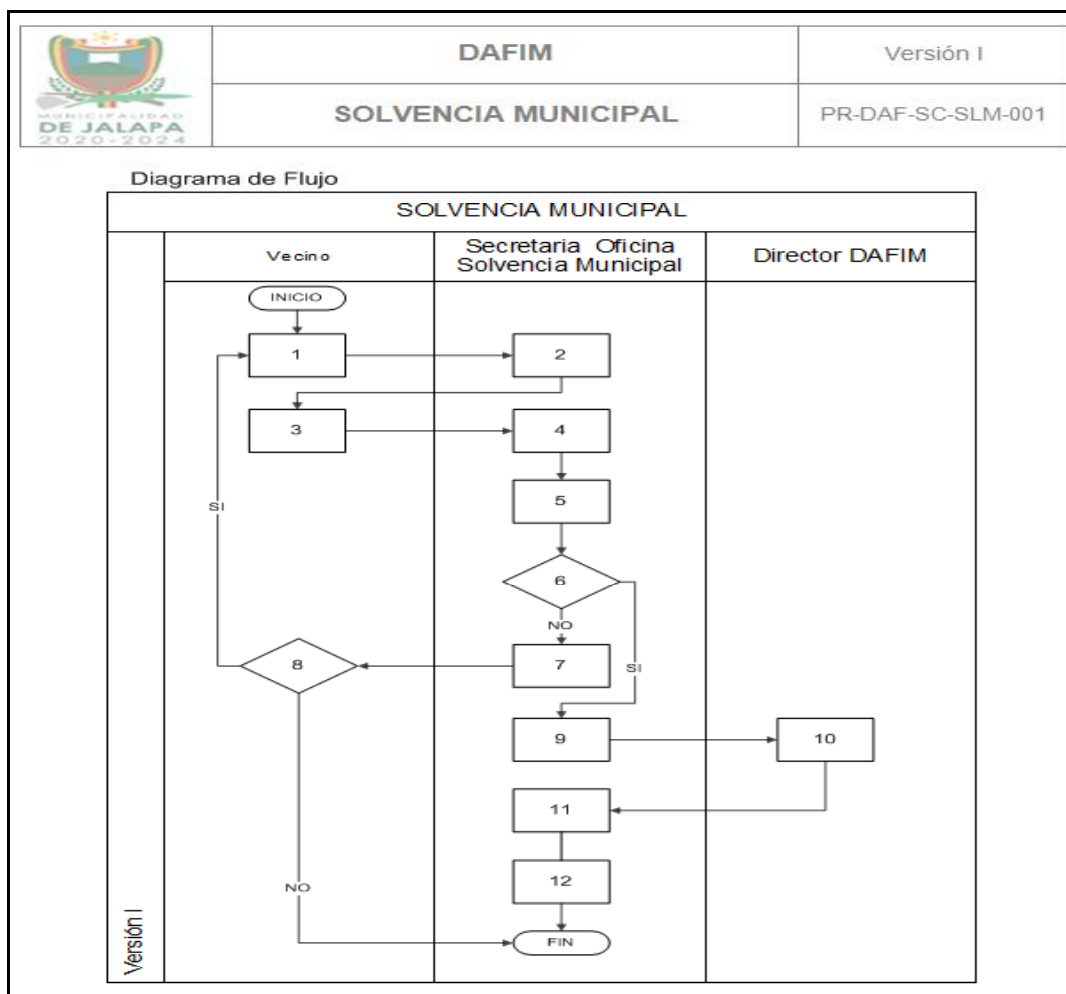 MUNICIPALIDAD
DE JALAPA
2020-2024
DAFIM
Versión I
SOLVENCIA MUNICIPAL
PR-DAF-SC-SLM-001
Diagrama de Flujo
SOLVENCIA MUNICIPAL
Vecino
Secretaria Oficina
Solvencia Municipal
Director DAFIM
INICIO
1
2
3
4
SI
5
6
NO
8
7
SI
9
10
11
NO
12
FIN
Versión I